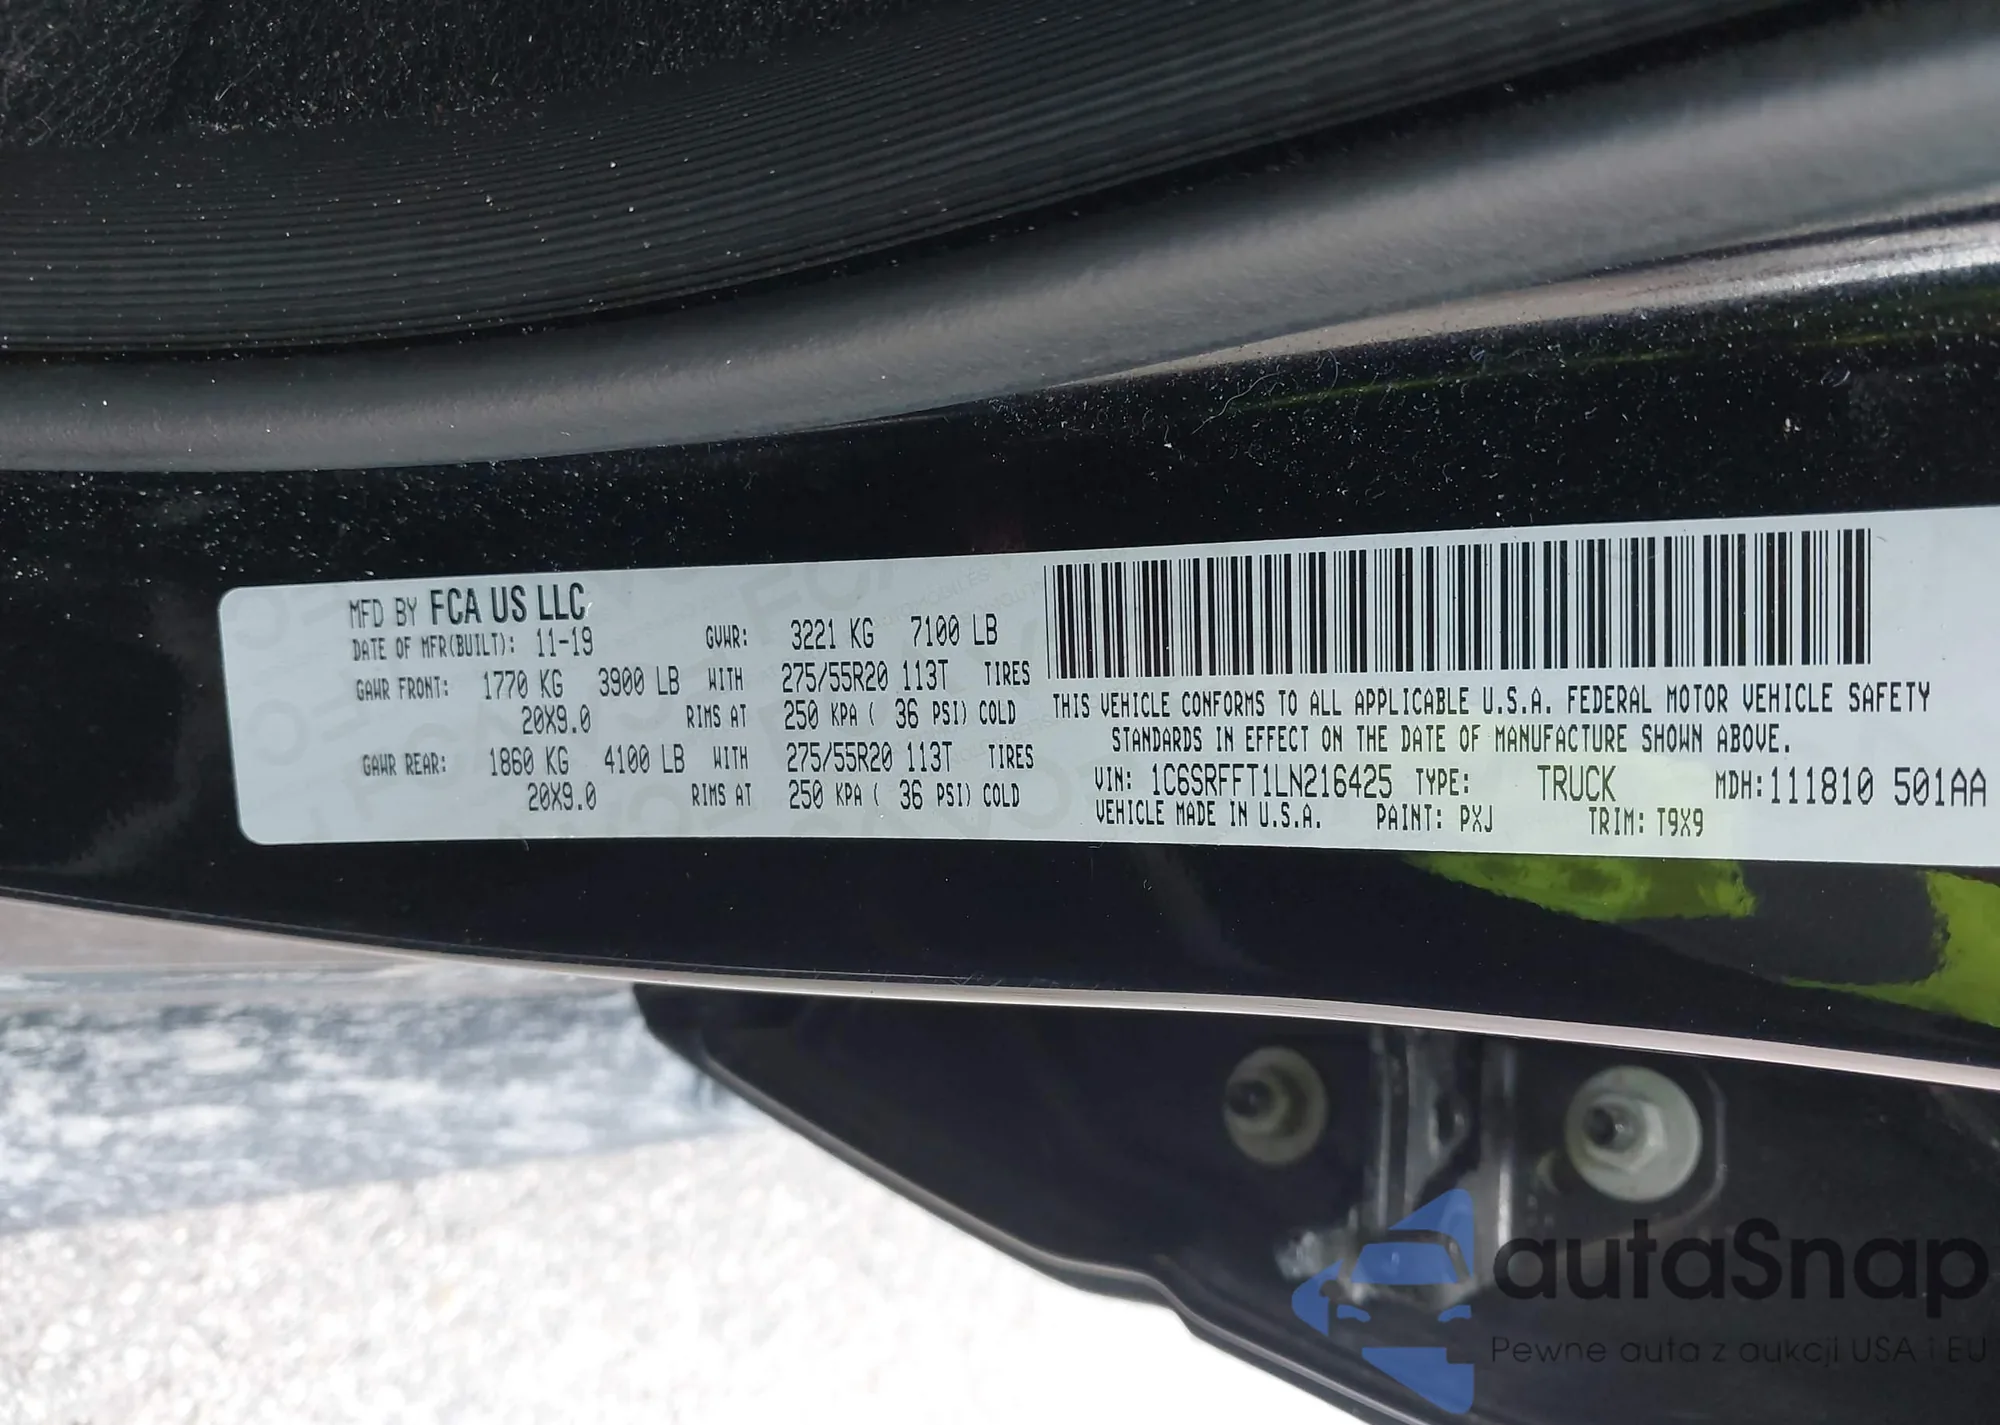 MFD BY FCA US LLC
DATE OF MFR(BUILT): 11-19 GVWR: 3221 KG 7100 LB
GAWR FRONT: 1770 KG 3900 LB WITH 275/55R20 113T TIRES
20X9.0 RIMS AT 250 KPA ( 36 PSI) COLD
GAWR REAR: 1860 KG 4100 LB WITH 275/55R20 113T TIRES
20X9.0 RIMS AT 250 KPA ( 36 PSI) COLD
THIS VEHICLE CONFORMS TO ALL APPLICABLE U.S.A. FEDERAL MOTOR VEHICLE SAFETY
STANDARDS IN EFFECT ON THE DATE OF MANUFACTURE SHOWN ABOVE.
VIN: 1C6SRFFT1LN216425 TYPE: TRUCK MDH:111810 501AA
VEHICLE MADE IN U.S.A. PAINT: PXJ TRIM: T9X9
autaSnap
Pewne auta z aukcji USA i EU